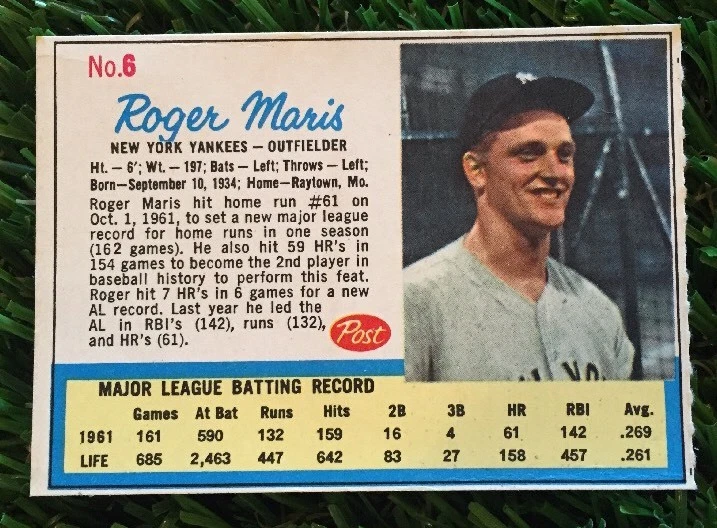 No.6
Roger Maris
NEW YORK YANKEES — OUTFIELDER
Ht. — 6'; Wt. — 197; Bats — Left; Throws — Left;
Born—September 10, 1934; Home—Raytown, Mo.
Roger Maris hit home run #61 on
Oct. 1, 1961, to set a new major league
record for home runs in one season
(162 games). He also hit 59 HR's in
154 games to become the 2nd player in
baseball history to perform this feat.
Roger hit 7 HR's in 6 games for a new
AL record. Last year he led the
AL in RBI's (142), runs (132),
and HR's (61).
Post
MAJOR LEAGUE BATTING RECORD
Games At Bat Runs Hits 2B 3B HR RBI Avg.
1961 161 590 132 159 16 4 61 142 .269
LIFE 685 2,463 447 642 83 27 158 457 .261